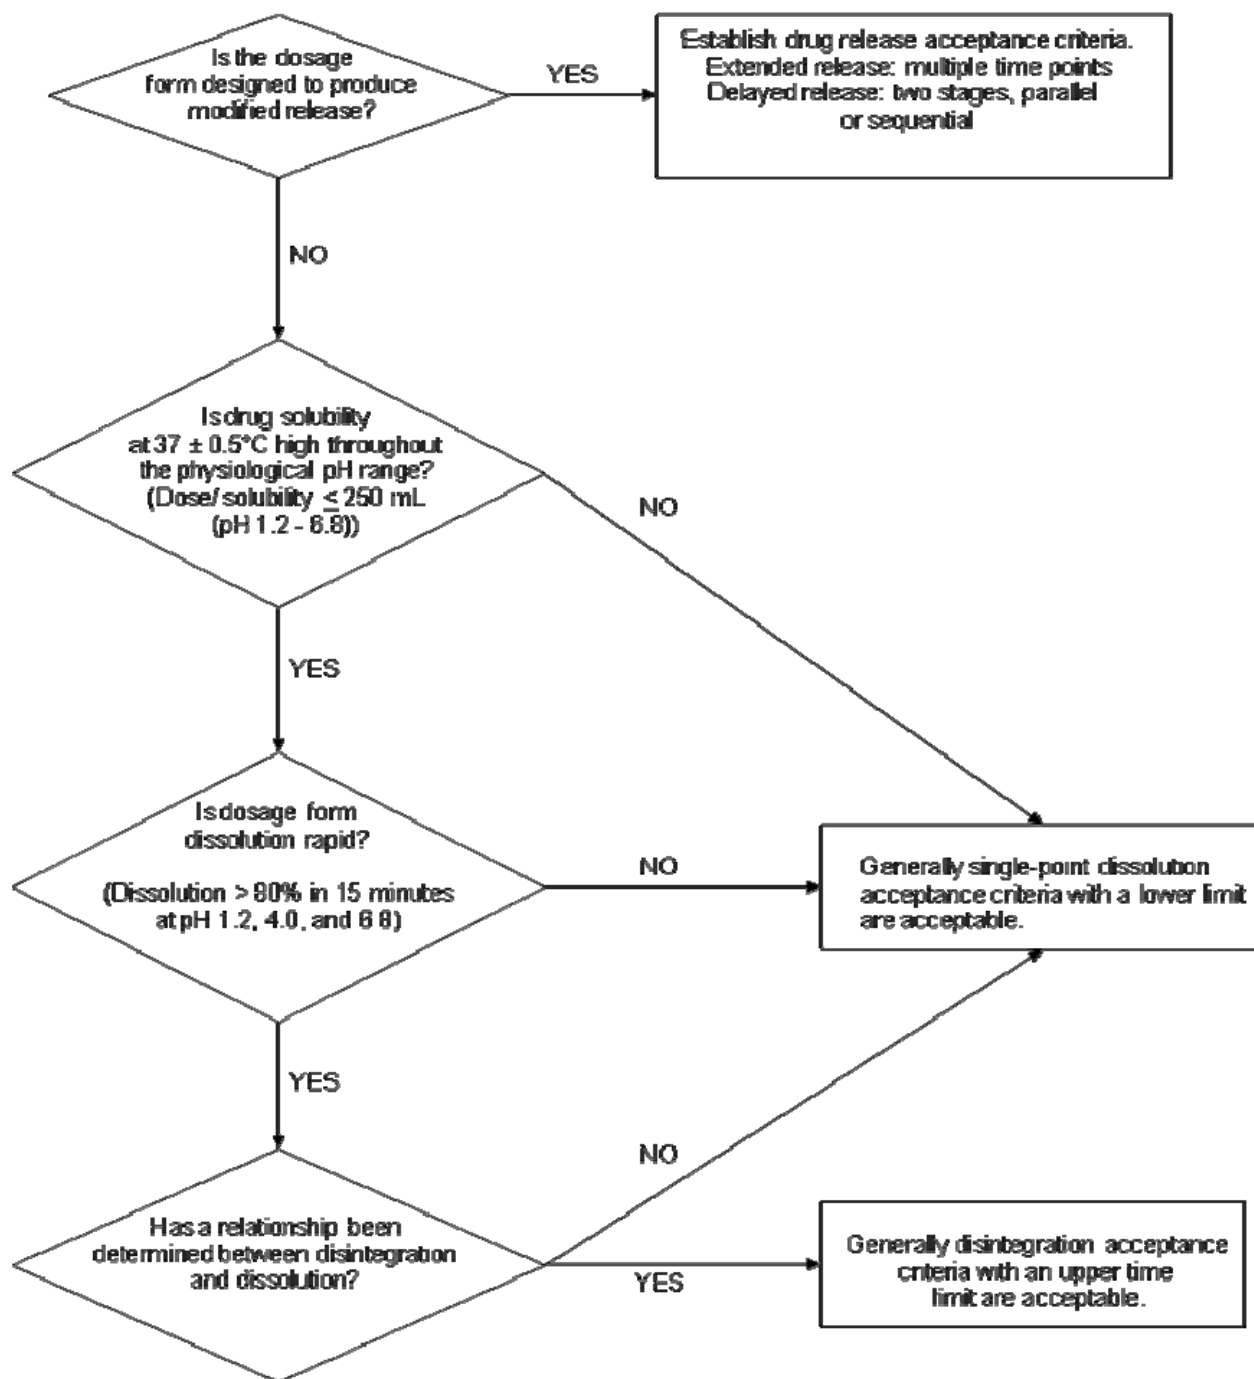 Is the dosage
form designed to produce
modified release?
YES
Establish drug release acceptance criteria.
Extended release: multiple time points
Delayed release: two stages, parallel
or sequential
NO
Is drug solubility
at 37 ± 0.5°C high throughout
the physiological pH range?
(Dose/ solubility ≤ 250 mL
(pH 1.2 - 6.8))
NO
YES
Is dosage form
dissolution rapid?
(Dissolution > 80% in 15 minutes
at pH 1.2, 4.0, and 6.8)
NO
Generally single-point dissolution
acceptance criteria with a lower limit
are acceptable.
YES
NO
Has a relationship been
determined between disintegration
and dissolution?
YES
Generally disintegration acceptance
criteria with an upper time
limit are acceptable.